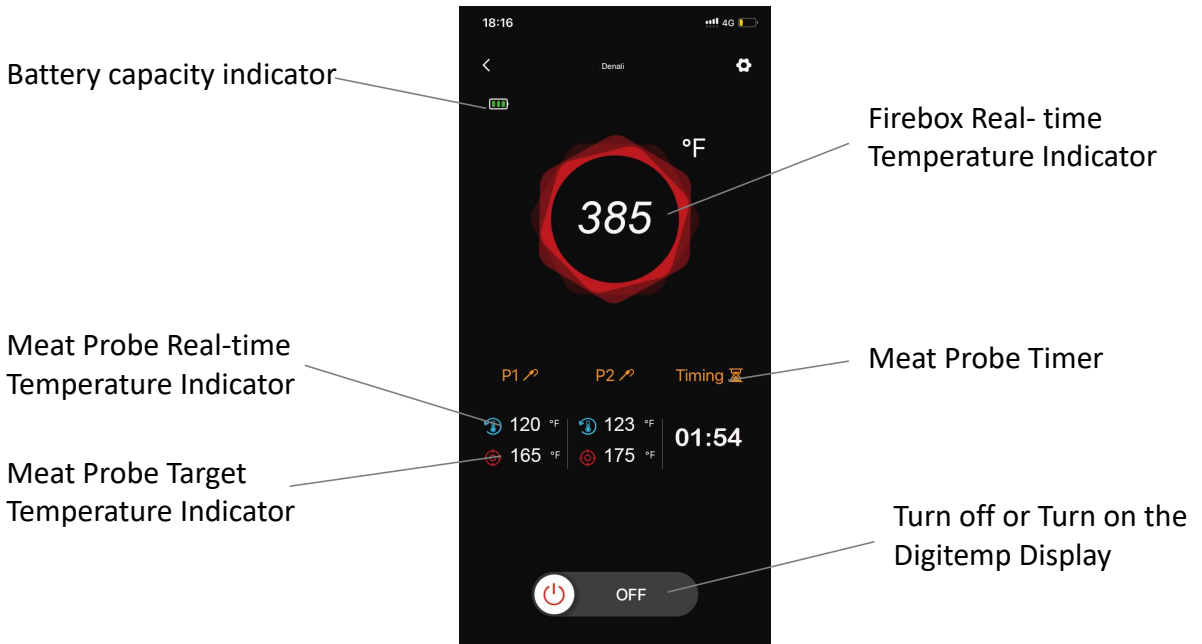 18:16
4G
Denali
Battery capacity indicator
Firebox Real- time
Temperature Indicator
°F
385
Meat Probe Real-time
Temperature Indicator
Meat Probe Timer
P1 P2 Timing
120 °F 123 °F
01:54
165 °F 175 °F
Meat Probe Target
Temperature Indicator
Turn off or Turn on the
Digitemp Display
OFF